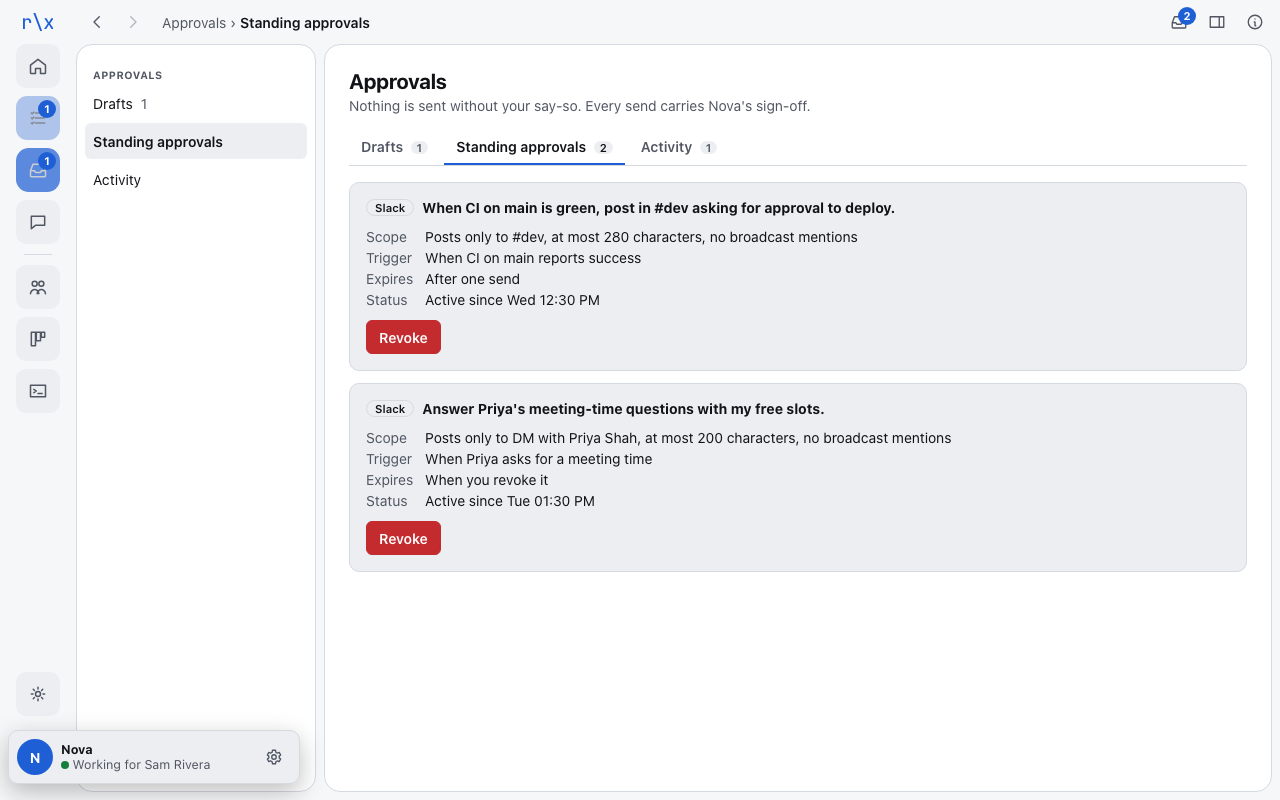 r\x
Approvals › Standing approvals
2
1
1
APPROVALS
Drafts 1
Standing approvals
Activity
Approvals
Nothing is sent without your say-so. Every send carries Nova's sign-off.
Drafts 1
Standing approvals 2
Activity 1
Slack When CI on main is green, post in #dev asking for approval to deploy.
Scope Posts only to #dev, at most 280 characters, no broadcast mentions
Trigger When CI on main reports success
Expires After one send
Status Active since Wed 12:30 PM
Revoke
Slack Answer Priya's meeting-time questions with my free slots.
Scope Posts only to DM with Priya Shah, at most 200 characters, no broadcast mentions
Trigger When Priya asks for a meeting time
Expires When you revoke it
Status Active since Tue 01:30 PM
Revoke
N
Nova
Working for Sam Rivera